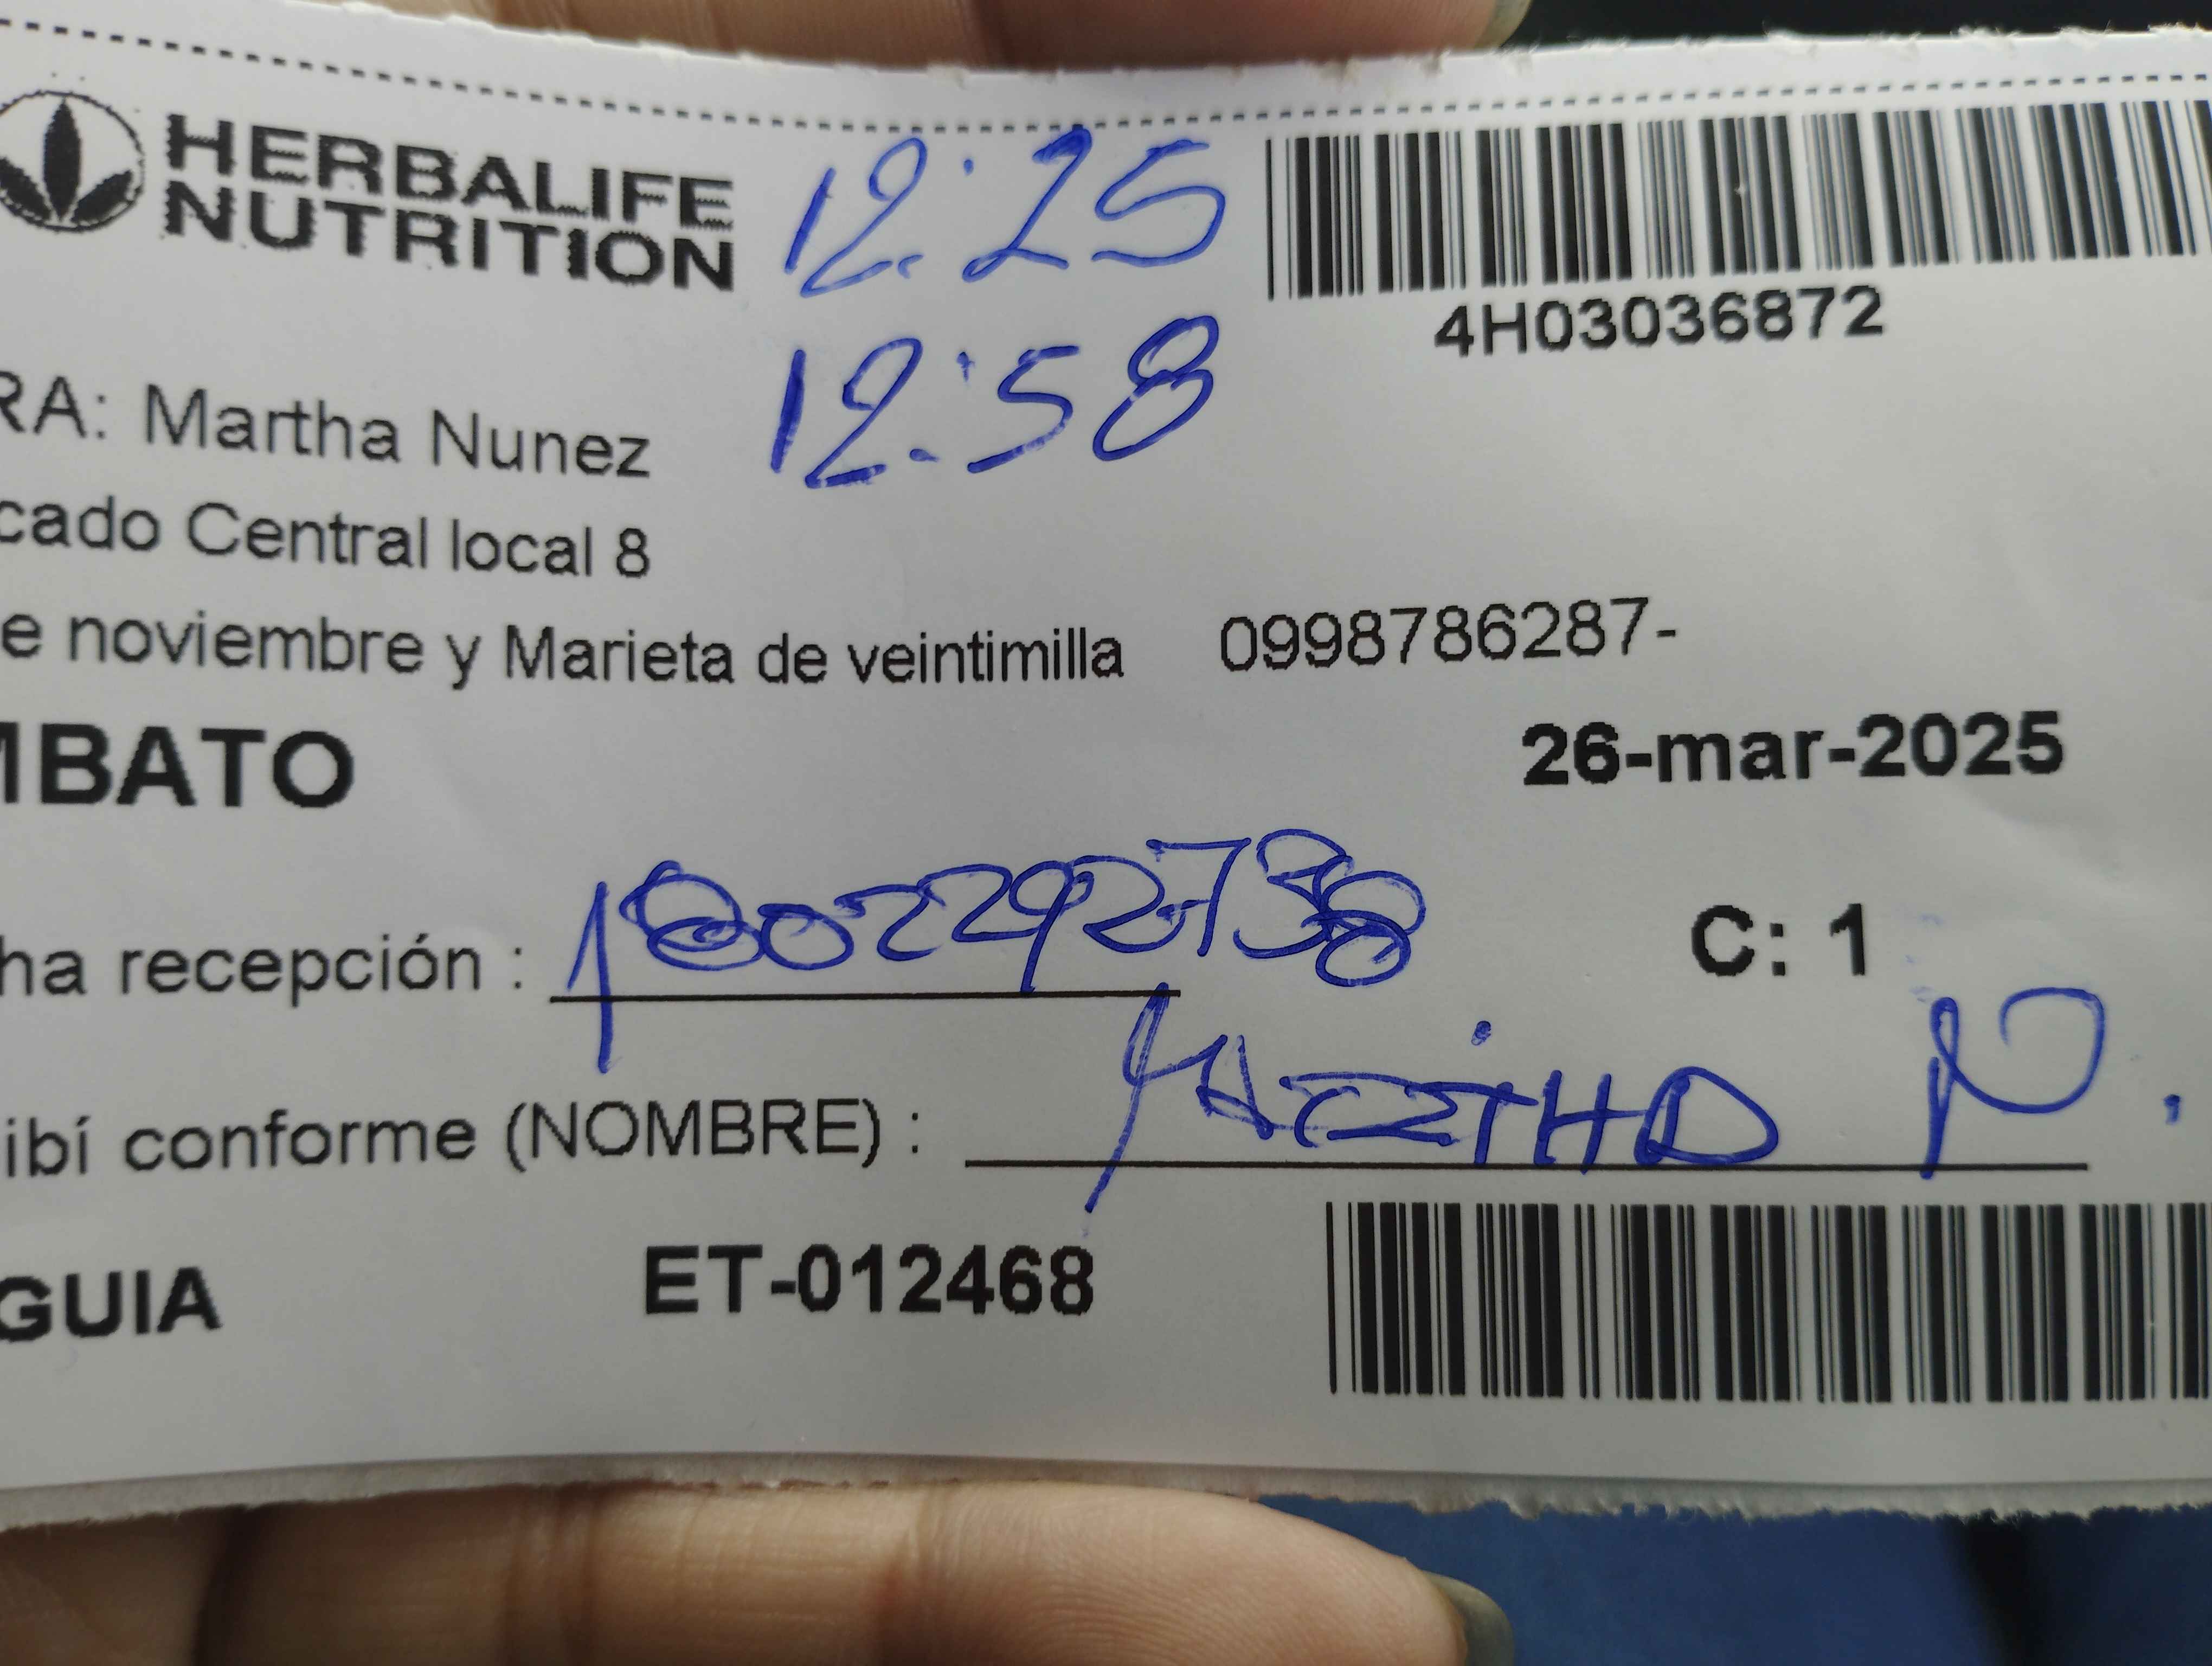 HERBALIFE
NUTRITION
12:25
12:58
4H03036872
RA: Martha Nunez
cado Central local 8
e noviembre y Marieta de veintimilla 0998786287-
MBATO
26-mar-2025
ha recepción : 1802292738
C: 1
ibí conforme (NOMBRE) : N.
GUIA ET-012468